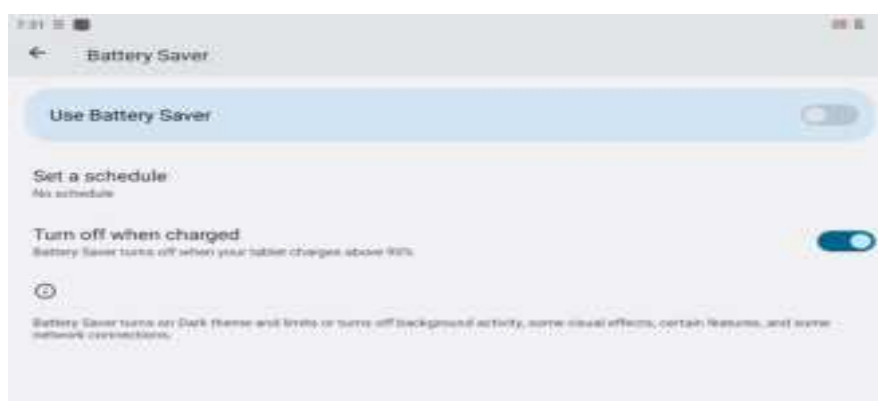 7:31
Battery Saver
Use Battery Saver
Set a schedule
No schedule
Turn off when charged
Battery Saver turns off when your tablet charges above 90%
Battery Saver turns on Dark theme and limits or turns off background activity, some visual effects, certain features, and some
network connections.